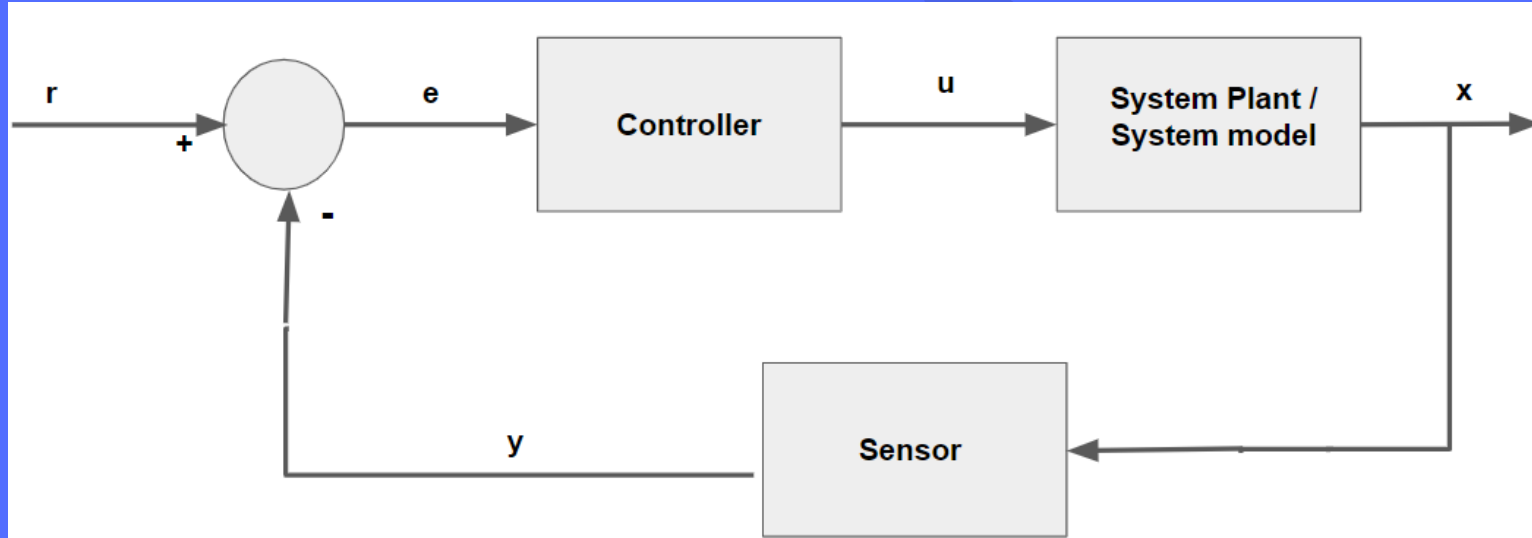 r
+
e
Controller
u
System Plant /
System model
x
-
y
Sensor